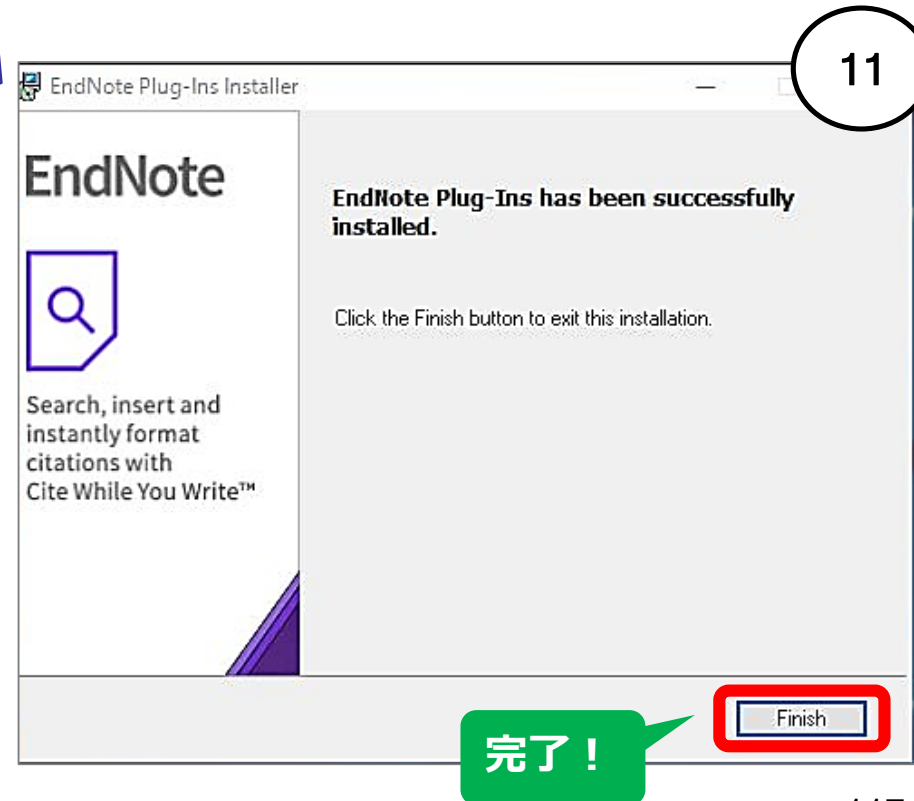 11
EndNote Plug-Ins Installer
EndNote
Search, insert and
instantly format
citations with
Cite While You Write™
EndNote Plug-Ins has been successfully
installed.
Click the Finish button to exit this installation.
Finish
完了！